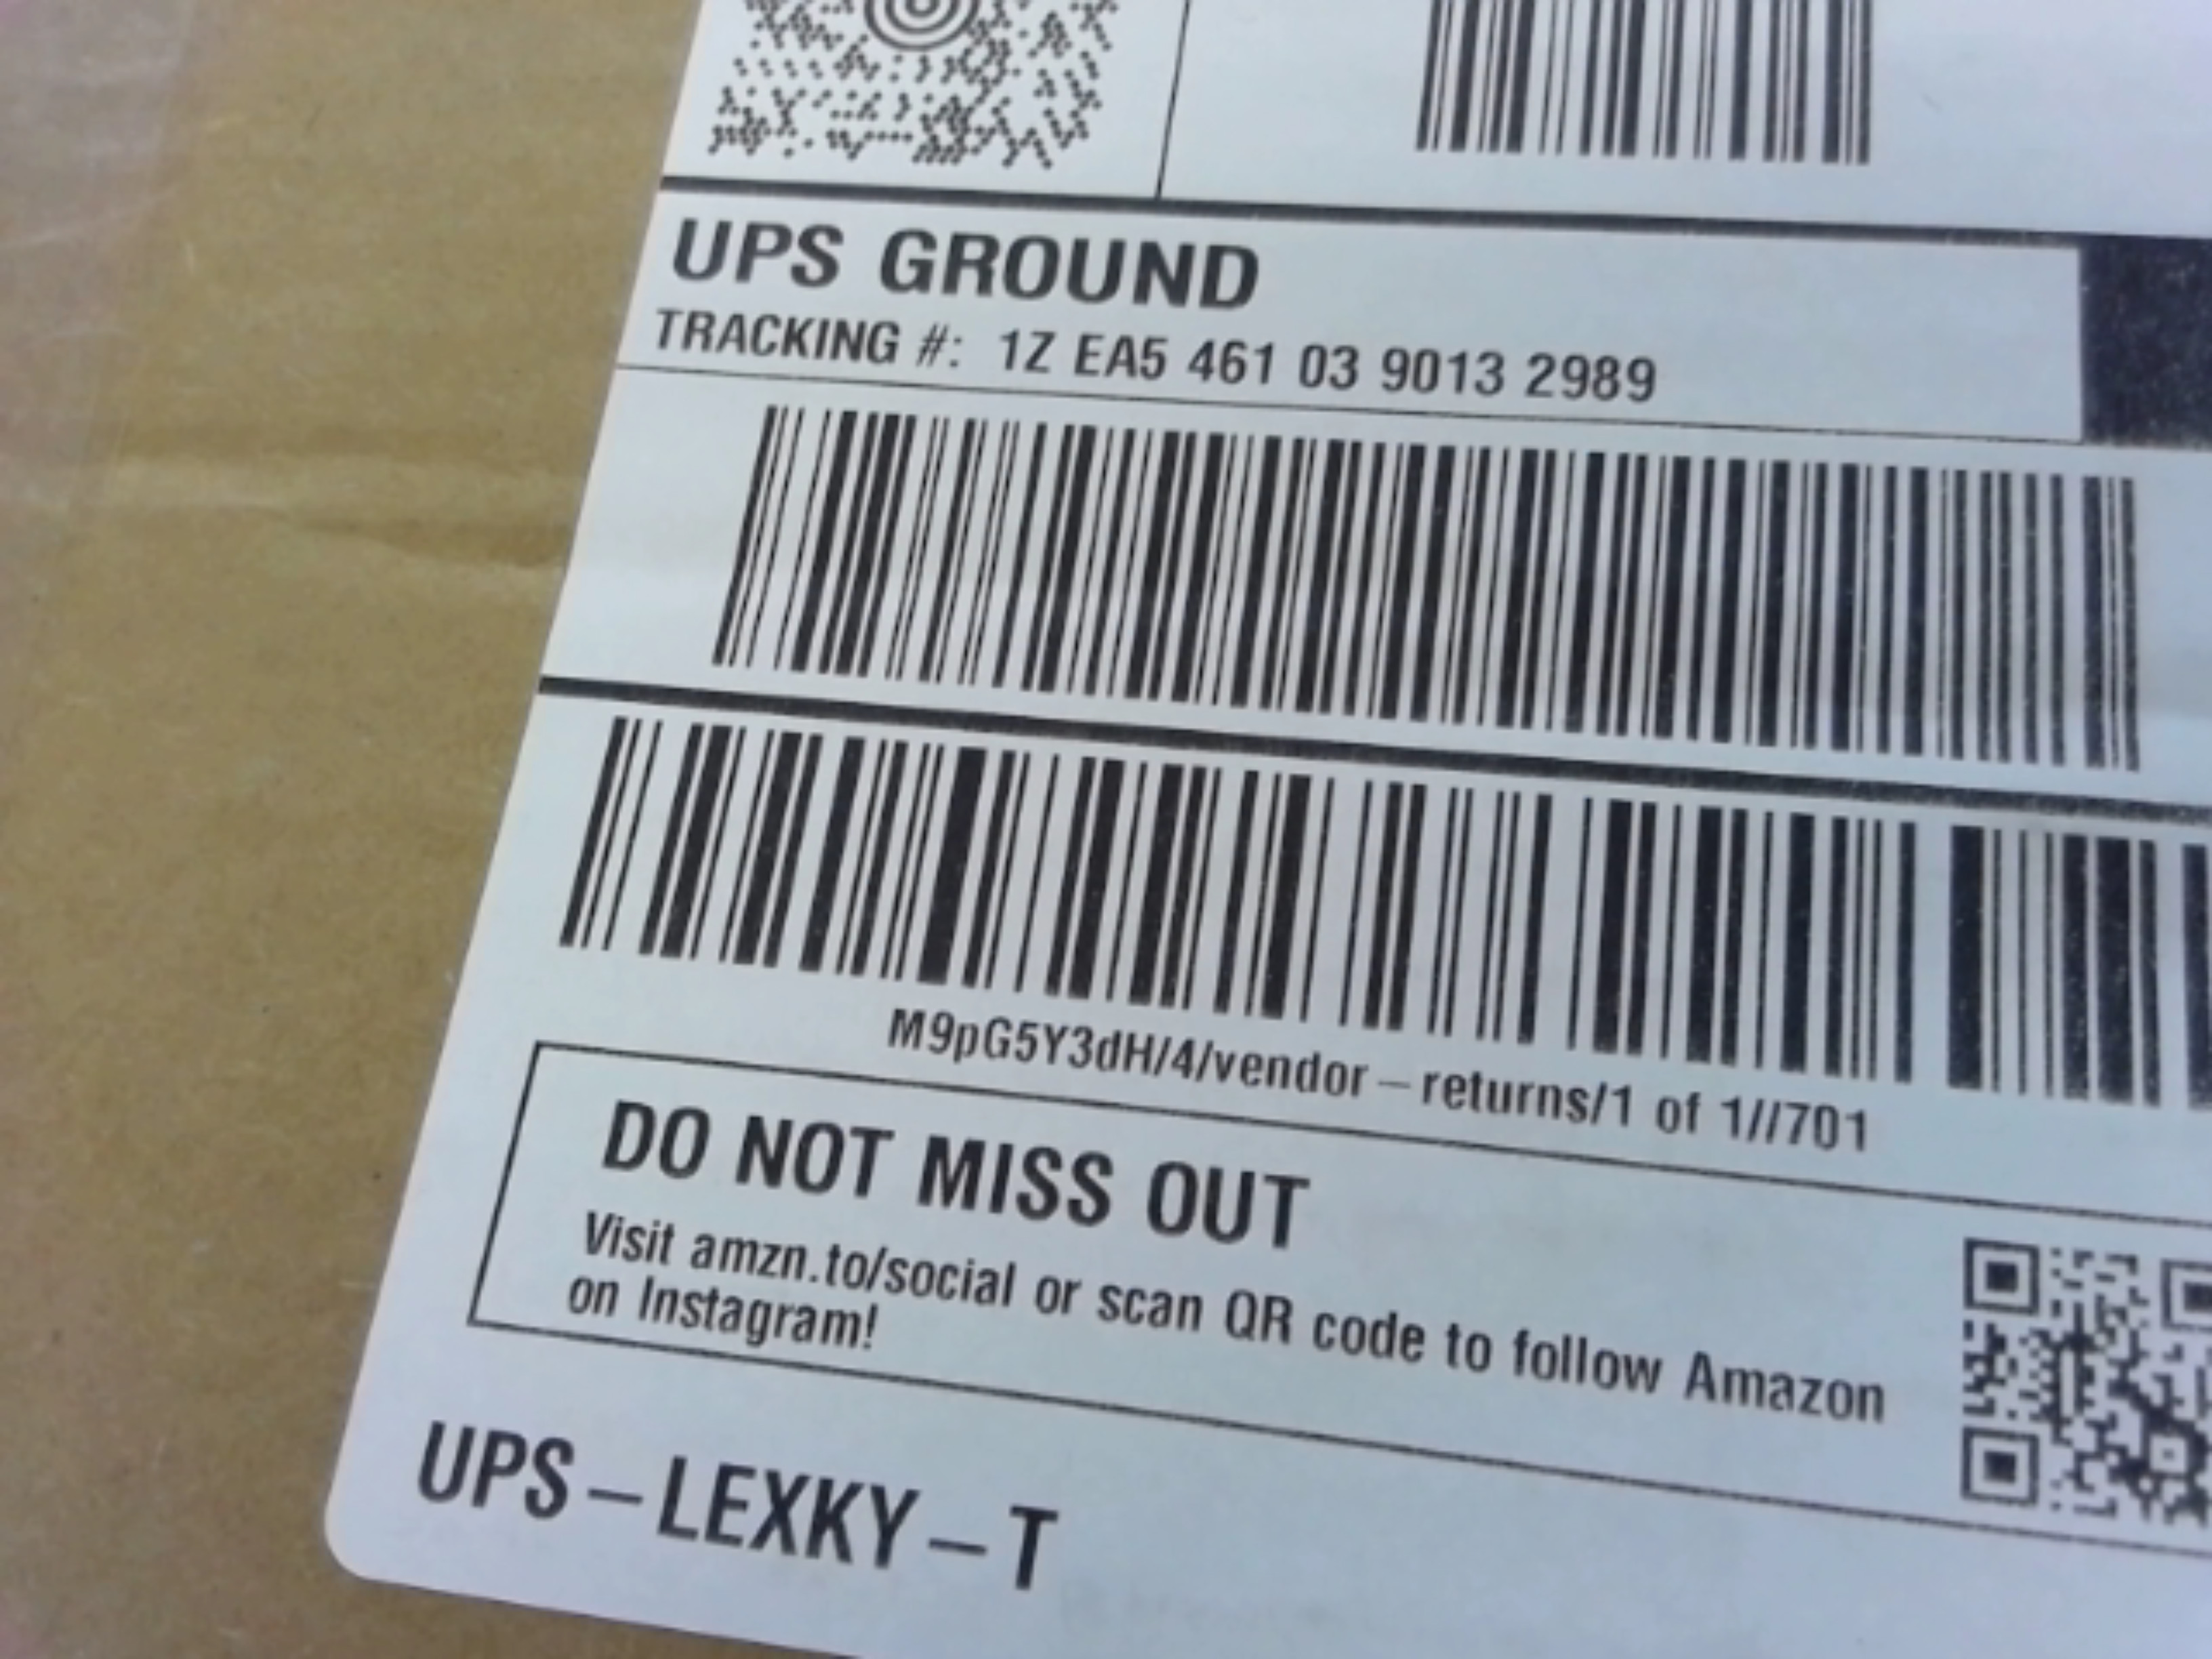 UPS GROUND
TRACKING #: 1Z EA5 461 03 9013 2989
M9pG5Y3dH/4/vendor-returns/1 of 1//701
DO NOT MISS OUT
Visit amzn.to/social or scan QR code to follow Amazon
on Instagram!
UPS-LEXKY-T